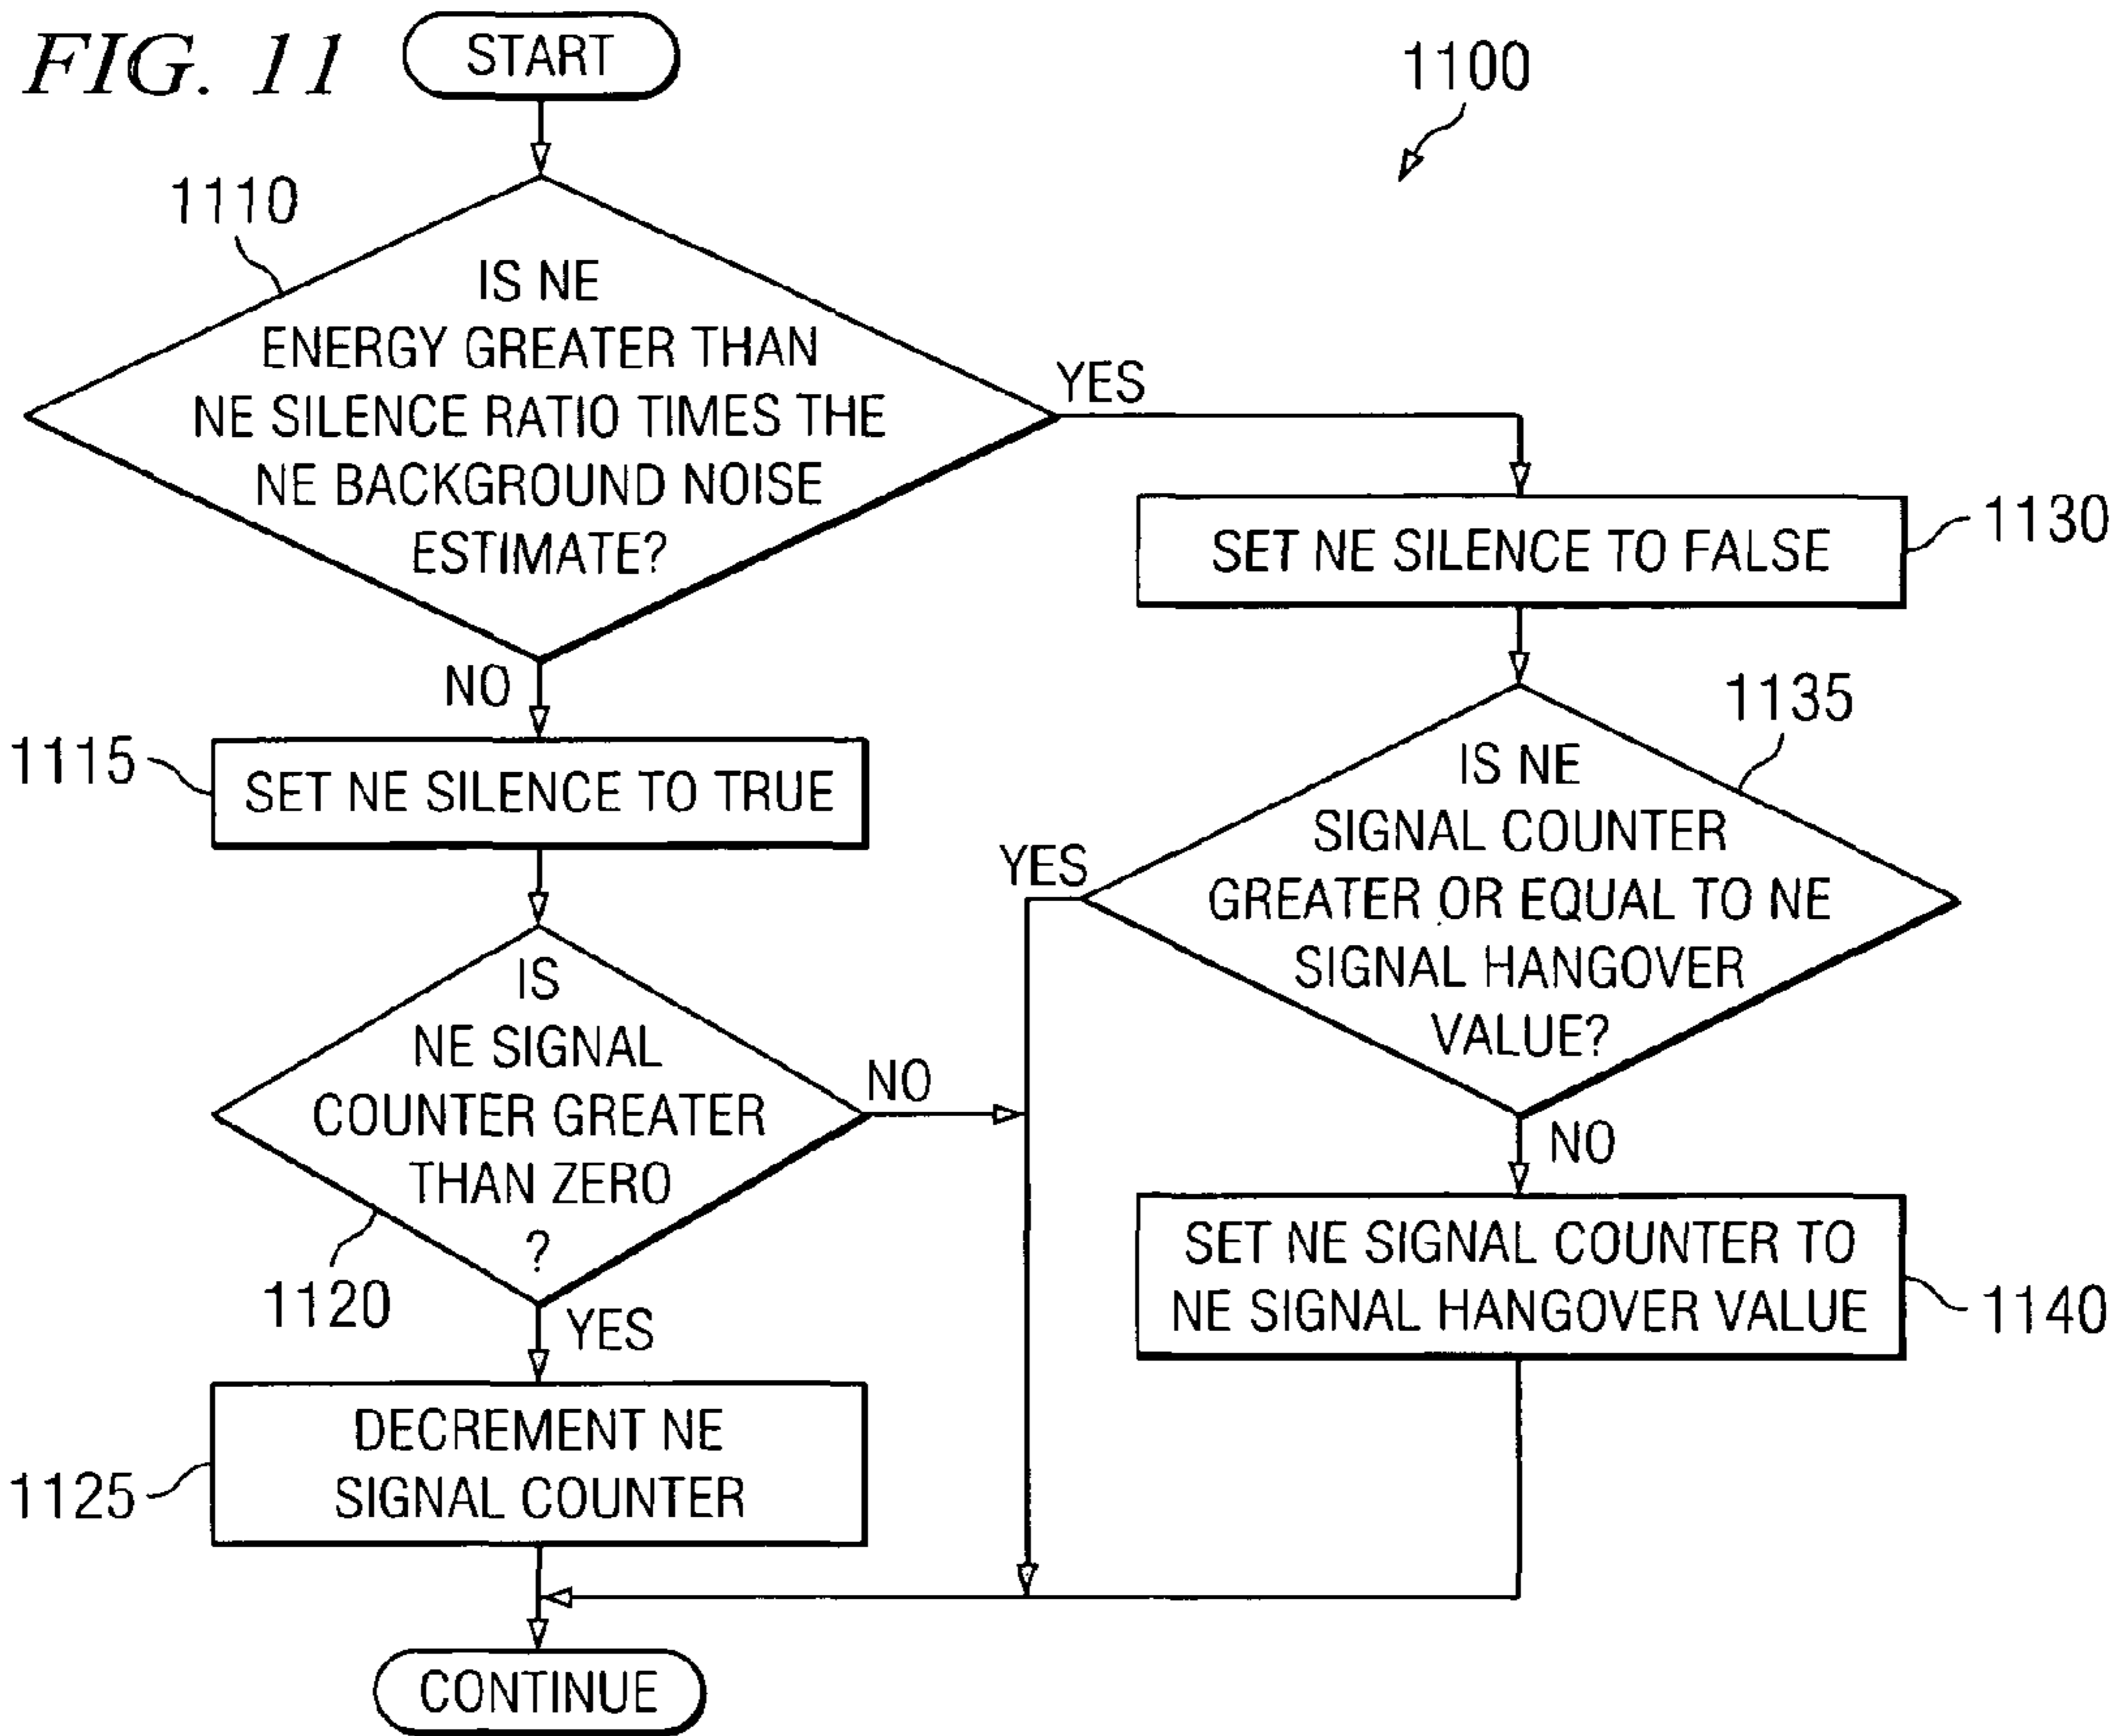 FIG. 11
START
1100
1110
IS NE
ENERGY GREATER THAN
NE SILENCE RATIO TIMES THE
NE BACKGROUND NOISE
ESTIMATE?
YES
NO
1130
SET NE SILENCE TO FALSE
1115
SET NE SILENCE TO TRUE
1135
IS NE
SIGNAL COUNTER
GREATER OR EQUAL TO NE
SIGNAL HANGOVER
VALUE?
YES
NO
IS
NE SIGNAL
COUNTER GREATER
THAN ZERO
?
NO
1120
YES
SET NE SIGNAL COUNTER TO
NE SIGNAL HANGOVER VALUE
1140
DECREMENT NE
SIGNAL COUNTER
1125
CONTINUE